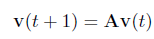 v(t + 1) = Av(t)